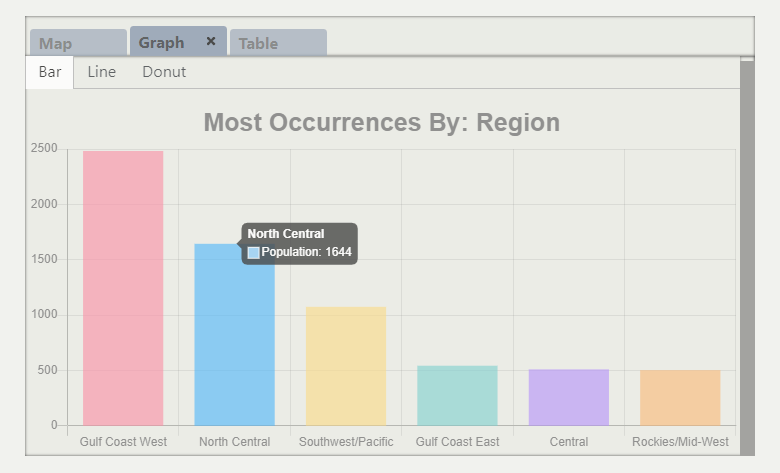 Map Graph × Table
Bar Line Donut
Most Occurrences By: Region
2500
2000
North Central
Population: 1644
1500
1000
500
0
Gulf Coast West North Central Southwest/Pacific Gulf Coast East Central Rockies/Mid-West